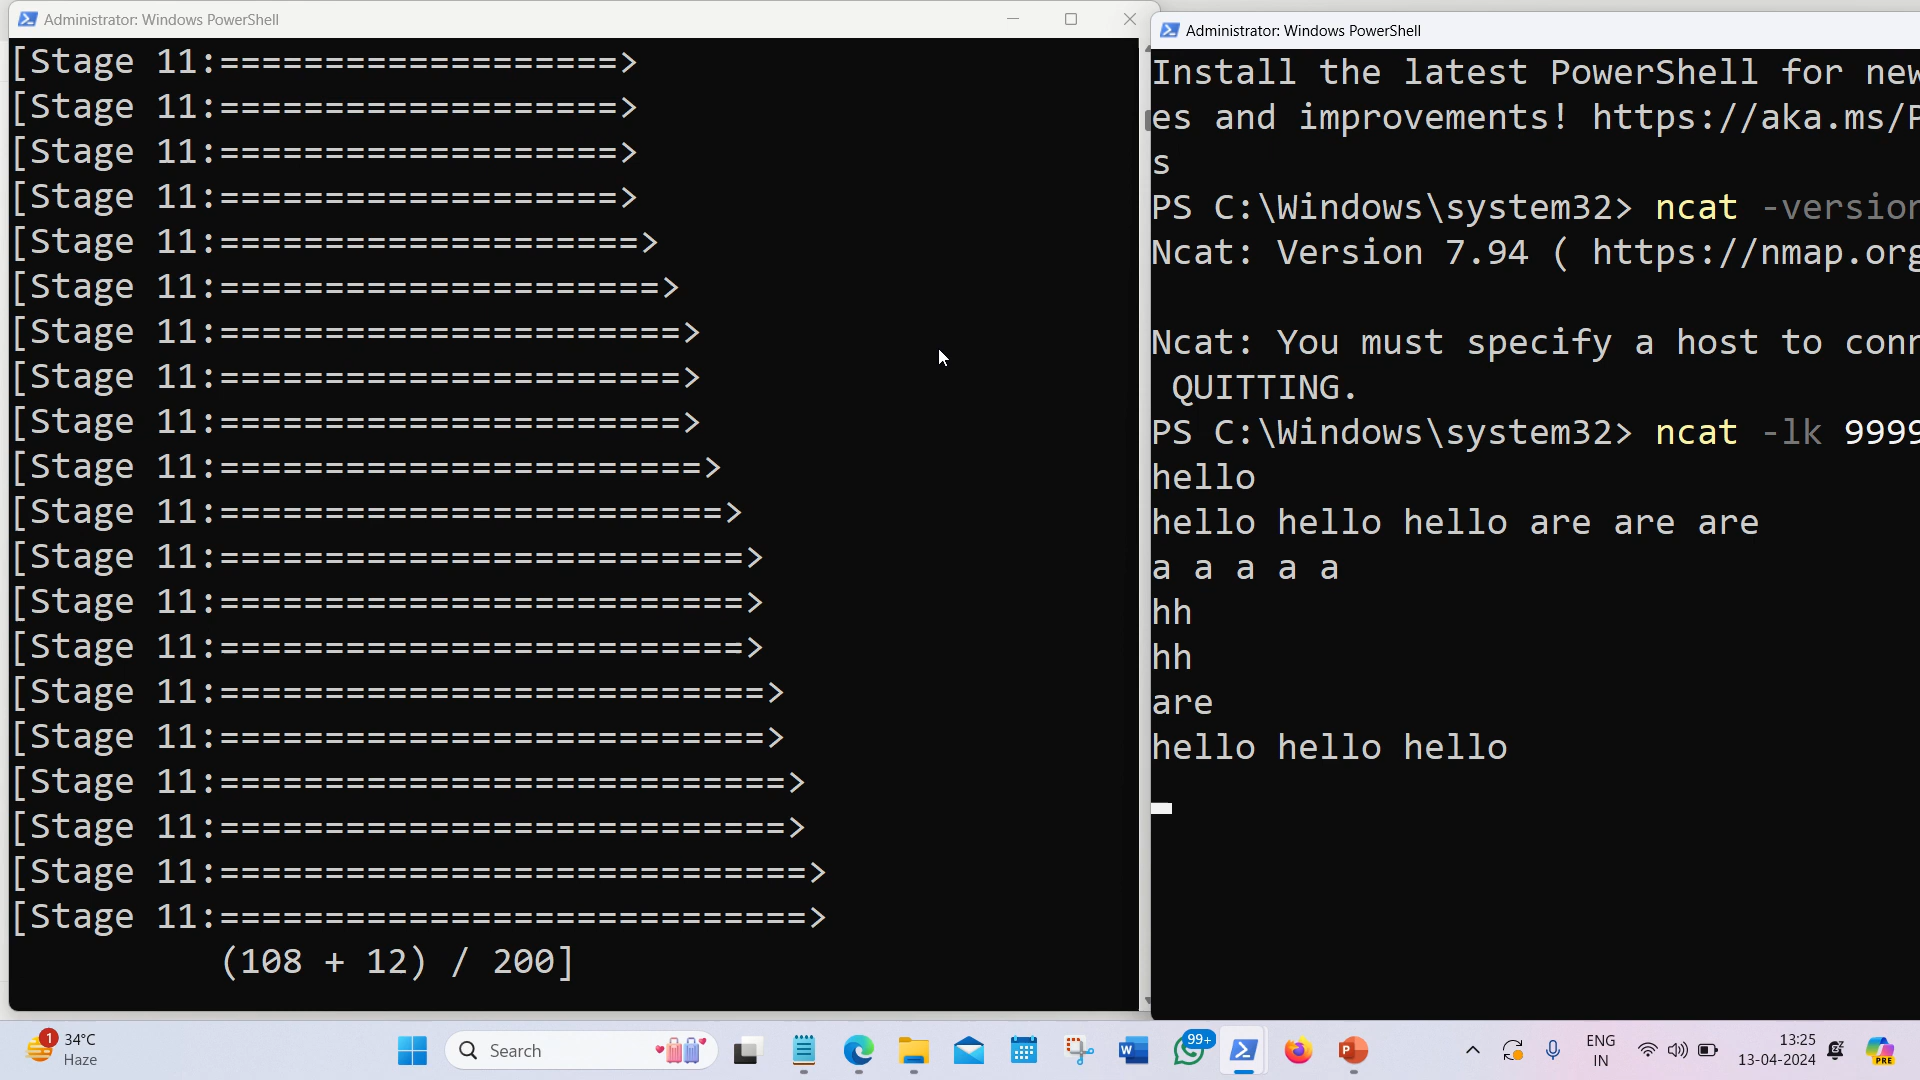 Administrator: Windows PowerShell
[Stage 11:===================>
[Stage 11:===================>
[Stage 11:===================>
[Stage 11:===================>
[Stage 11:====================>
[Stage 11:=====================>
[Stage 11:======================>
[Stage 11:======================>
[Stage 11:======================>
[Stage 11:=======================>
[Stage 11:========================>
[Stage 11:=========================>
[Stage 11:=========================>
[Stage 11:=========================>
[Stage 11:==========================>
[Stage 11:==========================>
[Stage 11:===========================>
[Stage 11:===========================>
[Stage 11:============================>
[Stage 11:============================>
(108 + 12) / 200]
Administrator: Windows PowerShell
Install the latest PowerShell for new
es and improvements! https://aka.ms/P
s
PS C:\Windows\system32> ncat -version
Ncat: Version 7.94 ( https://nmap.org
Ncat: You must specify a host to conn
QUITTING.
PS C:\Windows\system32> ncat -lk 9999
hello
hello hello hello are are are
a a a a a
hh
hh
are
hello hello hello
1
34°C
Haze
Search
99+
ENG
IN
13:25
13-04-2024
PRE